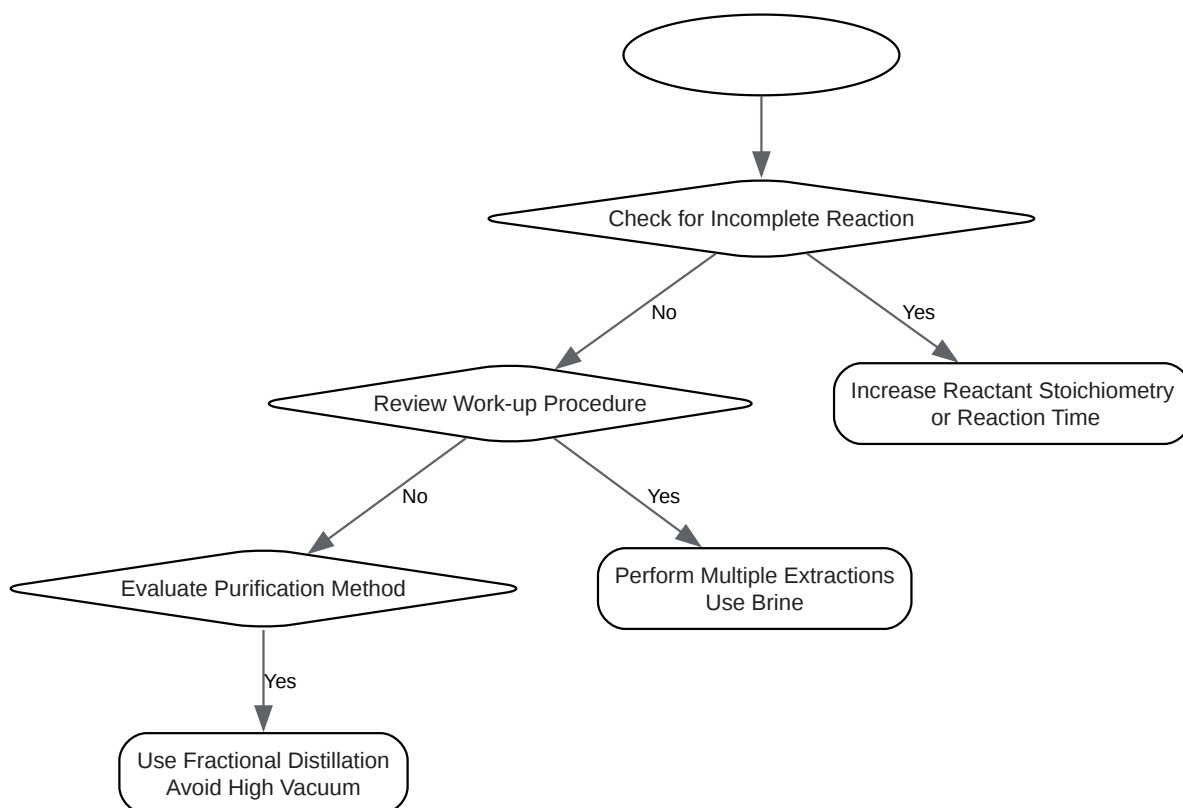 Check for Incomplete Reaction
No
Yes
Increase Reactant Stoichiometry
or Reaction Time
Review Work-up Procedure
No
Yes
Perform Multiple Extractions
Use Brine
Evaluate Purification Method
Yes
Use Fractional Distillation
Avoid High Vacuum